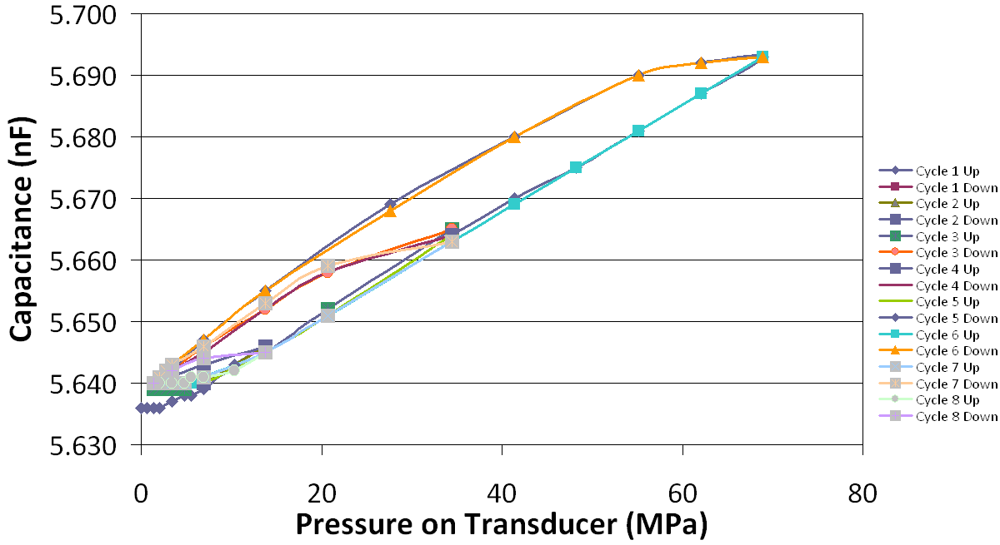 Capacitance (nF)
5.700
5.690
5.680
5.670
5.660
5.650
5.640
5.630
0 20 40 60 80
Pressure on Transducer (MPa)
Cycle 1 Up
Cycle 1 Down
Cycle 2 Up
Cycle 2 Down
Cycle 3 Up
Cycle 3 Down
Cycle 4 Up
Cycle 4 Down
Cycle 5 Up
Cycle 5 Down
Cycle 6 Up
Cycle 6 Down
Cycle 7 Up
Cycle 7 Down
Cycle 8 Up
Cycle 8 Down